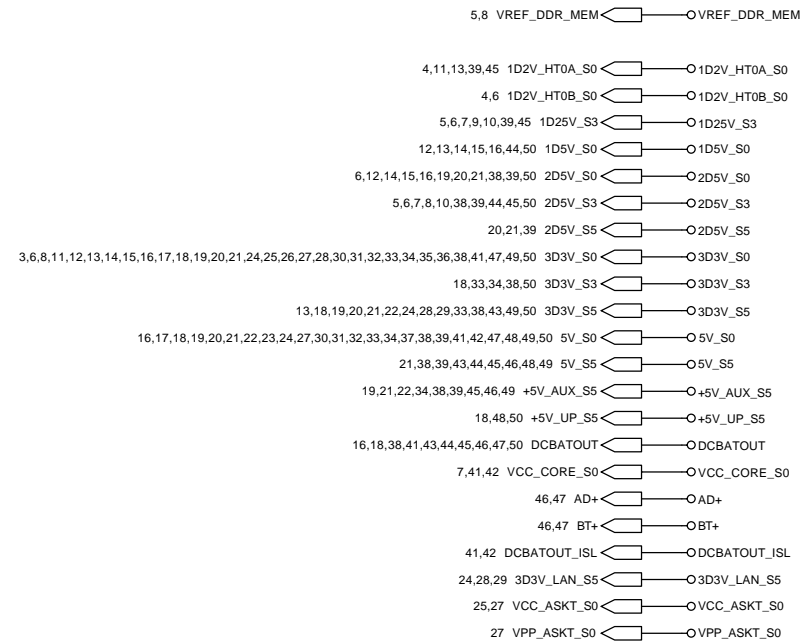 5,8 VREF_DDR_MEM VREF_DDR_MEM
4,11,13,39,45 1D2V_HT0A_S0 1D2V_HT0A_S0
4,6 1D2V_HT0B_S0 1D2V_HT0B_S0
5,6,7,9,10,39,45 1D25V_S3 1D25V_S3
12,13,14,15,16,44,50 1D5V_S0 1D5V_S0
6,12,14,15,16,19,20,21,38,39,50 2D5V_S0 2D5V_S0
5,6,7,8,10,38,39,44,45,50 2D5V_S3 2D5V_S3
20,21,39 2D5V_S5 2D5V_S5
3,6,8,11,12,13,14,15,16,17,18,19,20,21,24,25,26,27,28,30,31,32,33,34,35,36,38,41,47,49,50 3D3V_S0 3D3V_S0
18,33,34,38,50 3D3V_S3 3D3V_S3
13,18,19,20,21,22,24,28,29,33,38,43,49,50 3D3V_S5 3D3V_S5
16,17,18,19,20,21,22,23,24,27,30,31,32,33,34,37,38,39,41,42,47,48,49,50 5V_S0 5V_S0
21,38,39,43,44,45,46,48,49 5V_S5 5V_S5
19,21,22,34,38,39,45,46,49 +5V_AUX_S5 +5V_AUX_S5
18,48,50 +5V_UP_S5 +5V_UP_S5
16,18,38,41,43,44,45,46,47,50 DCBATOUT DCBATOUT
7,41,42 VCC_CORE_S0 VCC_CORE_S0
46,47 AD+ AD+
46,47 BT+ BT+
41,42 DCBATOUT_ISL DCBATOUT_ISL
24,28,29 3D3V_LAN_S5 3D3V_LAN_S5
25,27 VCC_ASKT_S0 VCC_ASKT_S0
27 VPP_ASKT_S0 VPP_ASKT_S0